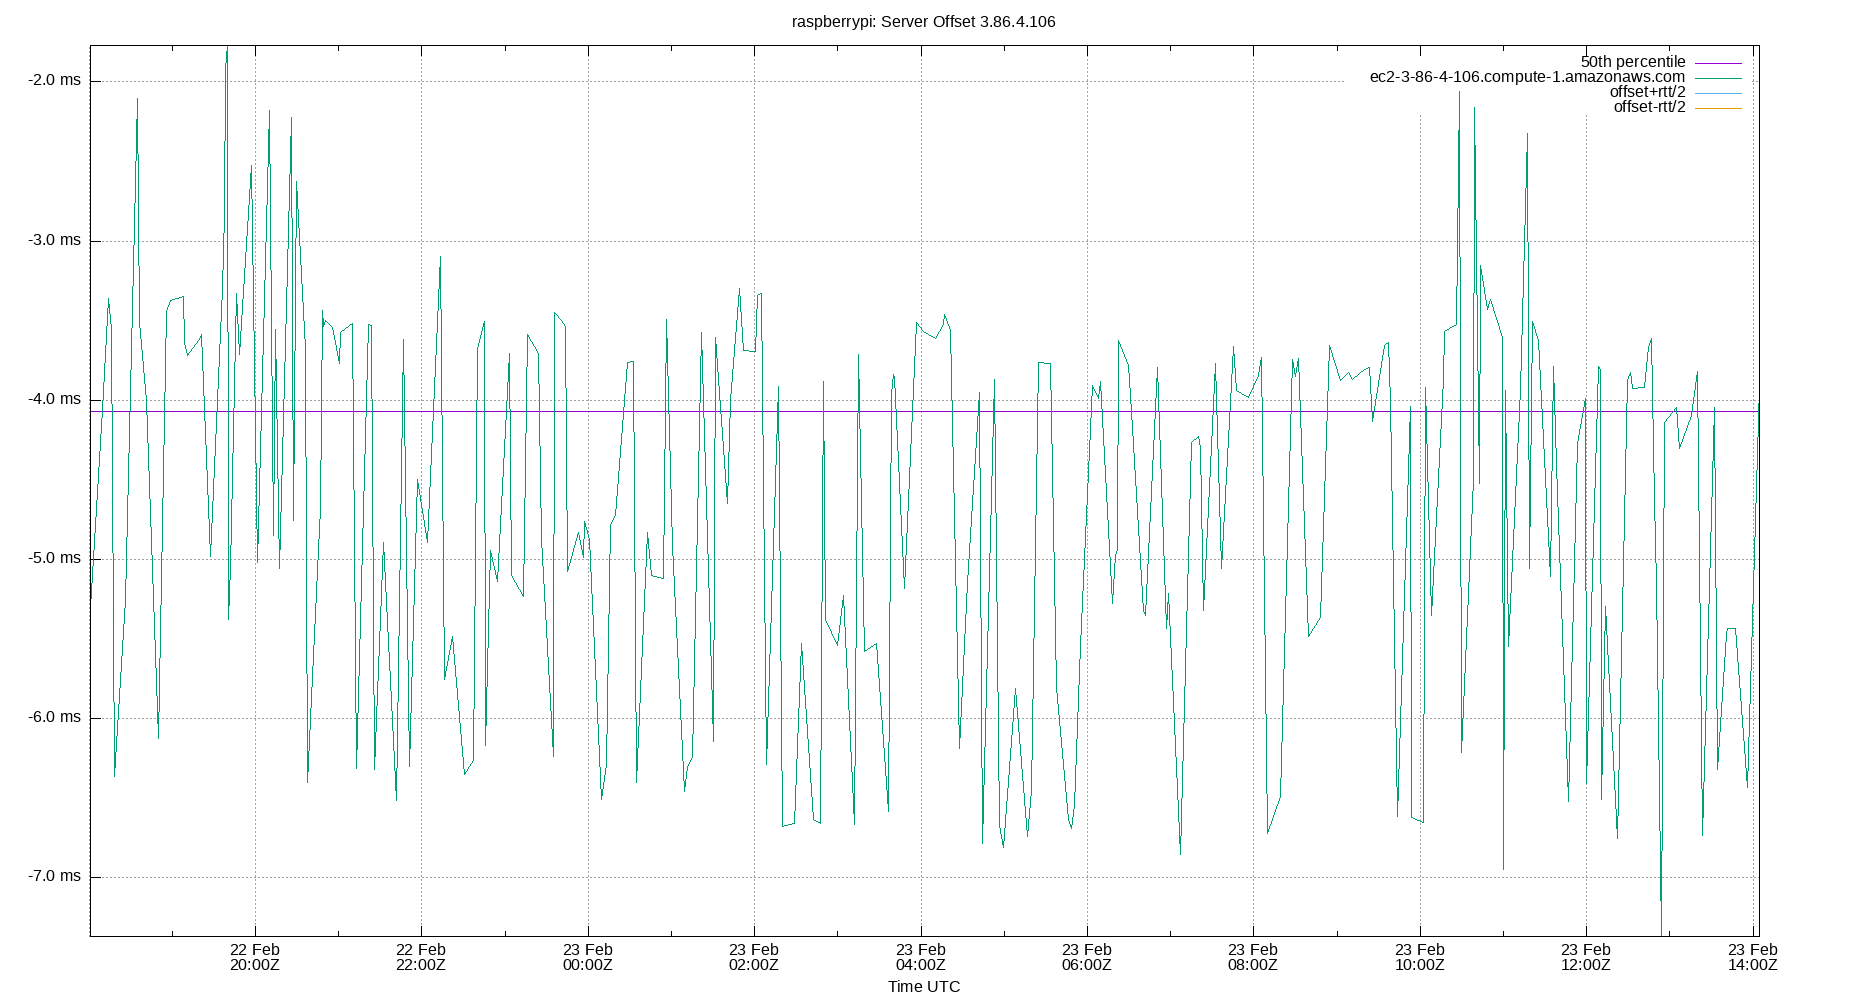 raspberrypi: Server Offset 3.86.4.106
50th percentile
ec2-3-86-4-106.compute-1.amazonaws.com
offset+rtt/2
offset-rtt/2
-2.0 ms
-3.0 ms
-4.0 ms
-5.0 ms
-6.0 ms
-7.0 ms
22 Feb 22 Feb 23 Feb 23 Feb 23 Feb 23 Feb 23 Feb 23 Feb 23 Feb 23 Feb
20:00Z 22:00Z 00:00Z 02:00Z 04:00Z 06:00Z 08:00Z 10:00Z 12:00Z 14:00Z
Time UTC